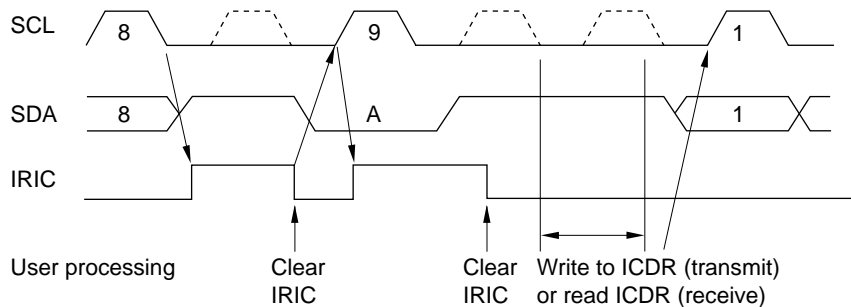 SCL 8 9 1
SDA 8 A 1
IRIC
User processing Clear Clear Write to ICDR (transmit)
IRIC IRIC or read ICDR (receive)